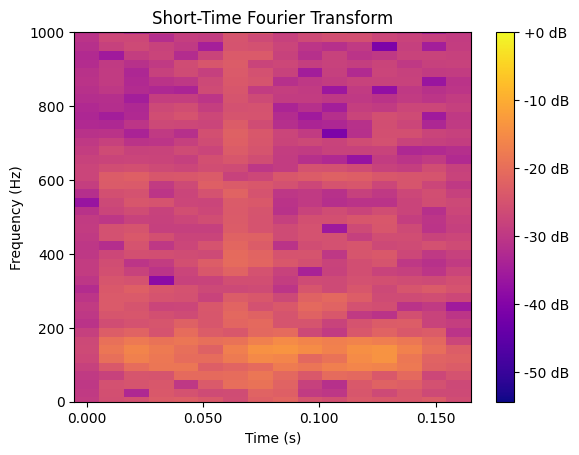 Short-Time Fourier Transform
1000
800
600
400
200
0
Frequency (Hz)
0.000
0.050
0.100
0.150
Time (s)
+0 dB
-10 dB
-20 dB
-30 dB
-40 dB
-50 dB